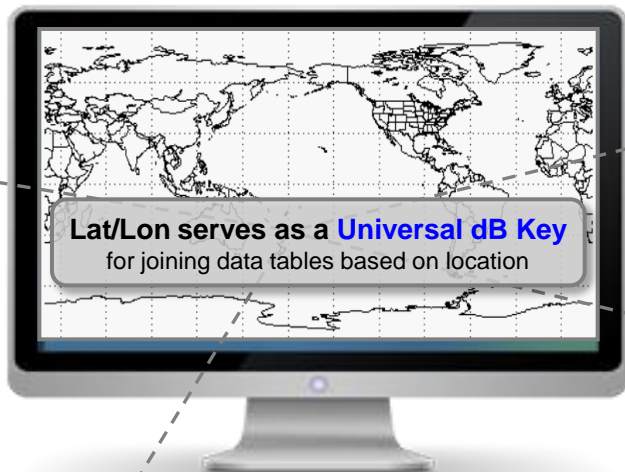 Lat/Lon serves as a Universal dB Key
for joining data tables based on location